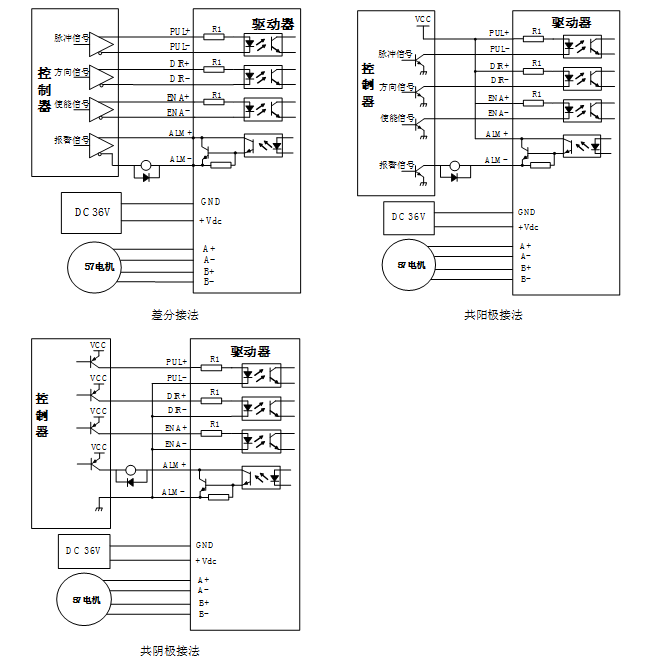 驱动器
控制器
脉冲信号
PUL+
R1
PUL-
方向信号
DIR+
R1
DIR-
使能信号
ENA+
R1
ENA-
报警信号
ALM+
ALM-
DC 36V
GND
+Vdc
57电机
A+
A-
B+
B-
差分接法
VCC
驱动器
控制器
PUL+
R1
脉冲信号
PUL-
DIR+
R1
方向信号
DIR-
ENA+
R1
使能信号
ENA-
ALM+
报警信号
ALM-
DC 36V
GND
+Vdc
57电机
A+
A-
B+
B-
共阳极接法
VCC
驱动器
控制器
PUL+
R1
PUL-
VCC
DIR+
R1
DIR-
VCC
ENA+
R1
ENA-
VCC
ALM+
ALM-
DC 36V
GND
+Vdc
57电机
A+
A-
B+
B-
共阴极接法